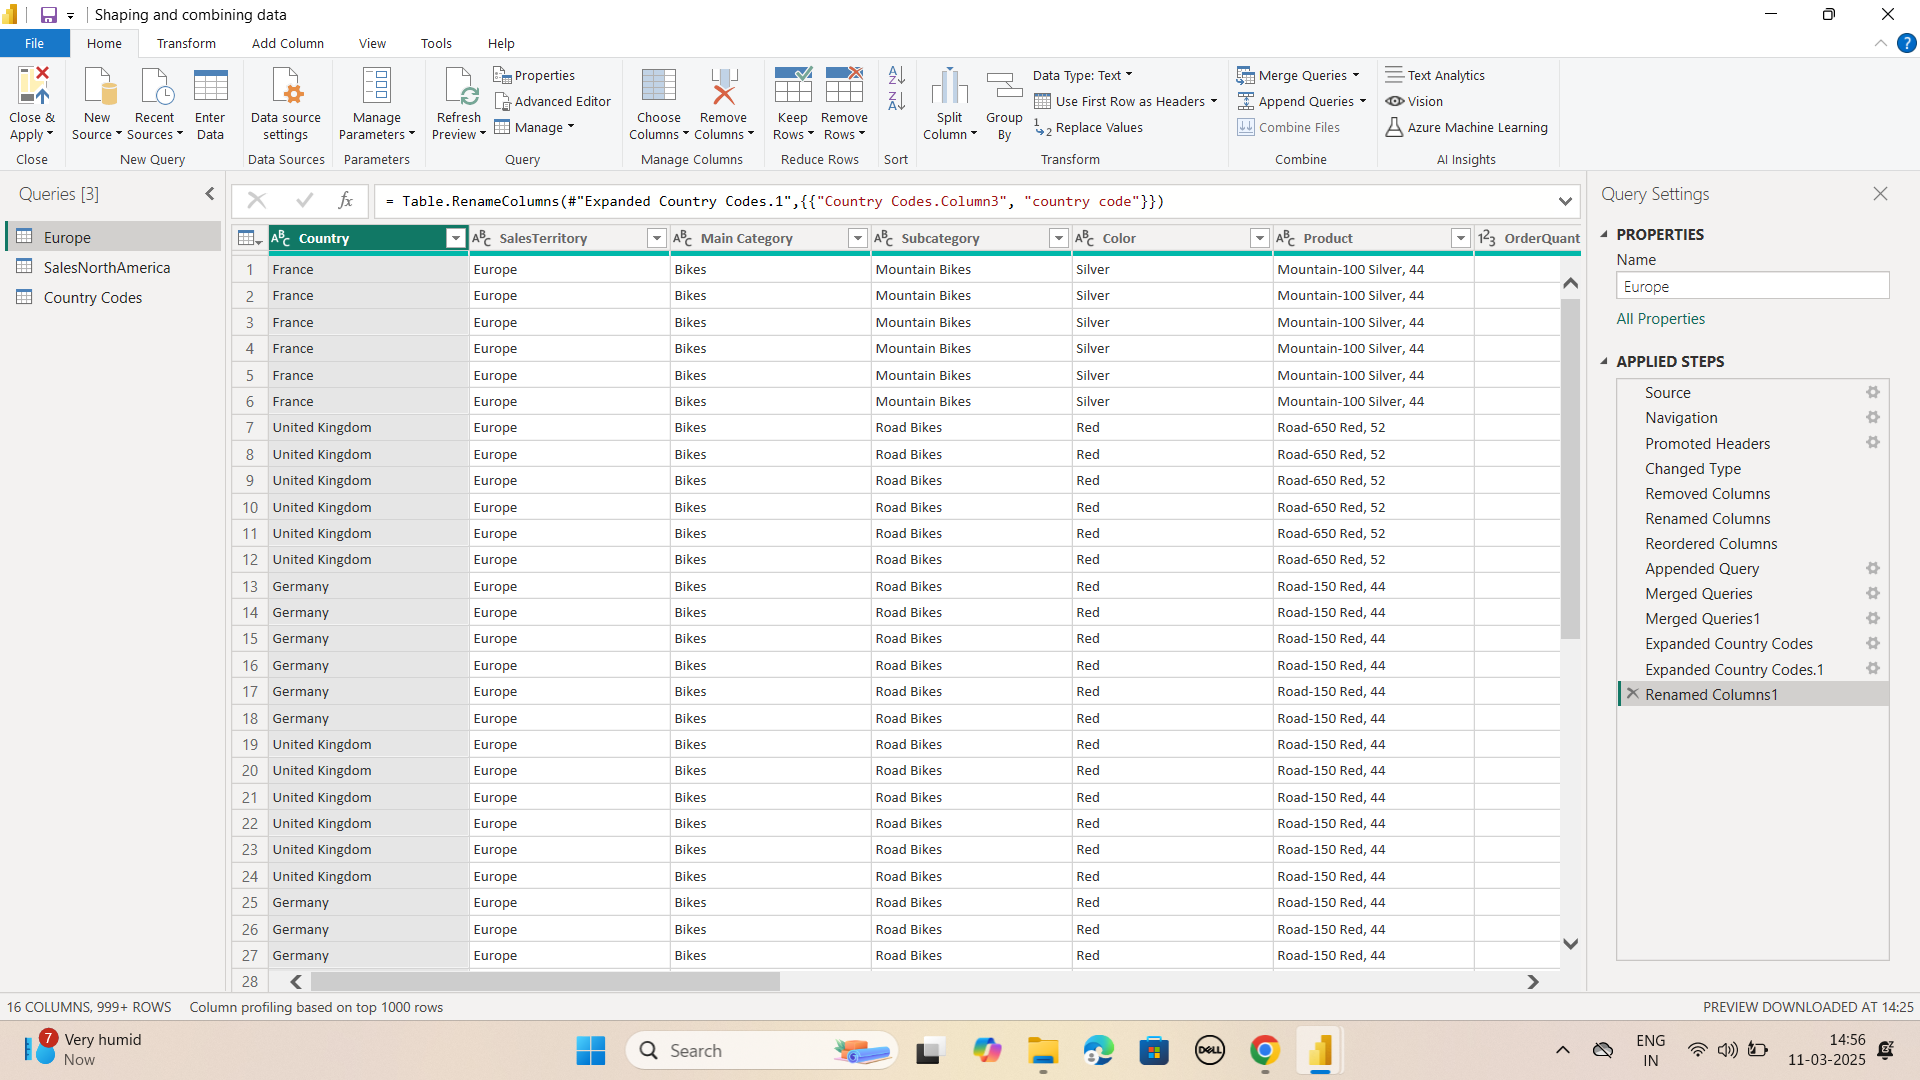 Shaping and combining data
File Home Transform Add Column View Tools Help
Close & Apply
Close
New Source
Recent Sources
Enter Data
New Query
Data source settings
Data Sources
Manage Parameters
Parameters
Refresh Preview
Properties
Advanced Editor
Manage
Query
Choose Columns
Remove Columns
Manage Columns
Keep Rows
Remove Rows
Reduce Rows
Sort
Split Column
Group By
Data Type: Text
Use First Row as Headers
Replace Values
Transform
Merge Queries
Append Queries
Combine Files
Combine
Text Analytics
Vision
Azure Machine Learning
AI Insights
Queries [3]
Europe
SalesNorthAmerica
Country Codes
fx = Table.RenameColumns(#"Expanded Country Codes.1",{{"Country Codes.Column3", "country code"}})
Country SalesTerritory Main Category Subcategory Color Product OrderQuant
1 France Europe Bikes Mountain Bikes Silver Mountain-100 Silver, 44
2 France Europe Bikes Mountain Bikes Silver Mountain-100 Silver, 44
3 France Europe Bikes Mountain Bikes Silver Mountain-100 Silver, 44
4 France Europe Bikes Mountain Bikes Silver Mountain-100 Silver, 44
5 France Europe Bikes Mountain Bikes Silver Mountain-100 Silver, 44
6 France Europe Bikes Mountain Bikes Silver Mountain-100 Silver, 44
7 United Kingdom Europe Bikes Road Bikes Red Road-650 Red, 52
8 United Kingdom Europe Bikes Road Bikes Red Road-650 Red, 52
9 United Kingdom Europe Bikes Road Bikes Red Road-650 Red, 52
10 United Kingdom Europe Bikes Road Bikes Red Road-650 Red, 52
11 United Kingdom Europe Bikes Road Bikes Red Road-650 Red, 52
12 United Kingdom Europe Bikes Road Bikes Red Road-650 Red, 52
13 Germany Europe Bikes Road Bikes Red Road-150 Red, 44
14 Germany Europe Bikes Road Bikes Red Road-150 Red, 44
15 Germany Europe Bikes Road Bikes Red Road-150 Red, 44
16 Germany Europe Bikes Road Bikes Red Road-150 Red, 44
17 Germany Europe Bikes Road Bikes Red Road-150 Red, 44
18 Germany Europe Bikes Road Bikes Red Road-150 Red, 44
19 United Kingdom Europe Bikes Road Bikes Red Road-150 Red, 44
20 United Kingdom Europe Bikes Road Bikes Red Road-150 Red, 44
21 United Kingdom Europe Bikes Road Bikes Red Road-150 Red, 44
22 United Kingdom Europe Bikes Road Bikes Red Road-150 Red, 44
23 United Kingdom Europe Bikes Road Bikes Red Road-150 Red, 44
24 United Kingdom Europe Bikes Road Bikes Red Road-150 Red, 44
25 Germany Europe Bikes Road Bikes Red Road-150 Red, 44
26 Germany Europe Bikes Road Bikes Red Road-150 Red, 44
27 Germany Europe Bikes Road Bikes Red Road-150 Red, 44
28
Query Settings
PROPERTIES
Name
Europe
All Properties
APPLIED STEPS
Source
Navigation
Promoted Headers
Changed Type
Removed Columns
Renamed Columns
Reordered Columns
Appended Query
Merged Queries
Merged Queries1
Expanded Country Codes
Expanded Country Codes.1
Renamed Columns1
16 COLUMNS, 999+ ROWS Column profiling based on top 1000 rows
PREVIEW DOWNLOADED AT 14:25
7
Very humid
Now
Search
DELL
ENG
IN
14:56
11-03-2025